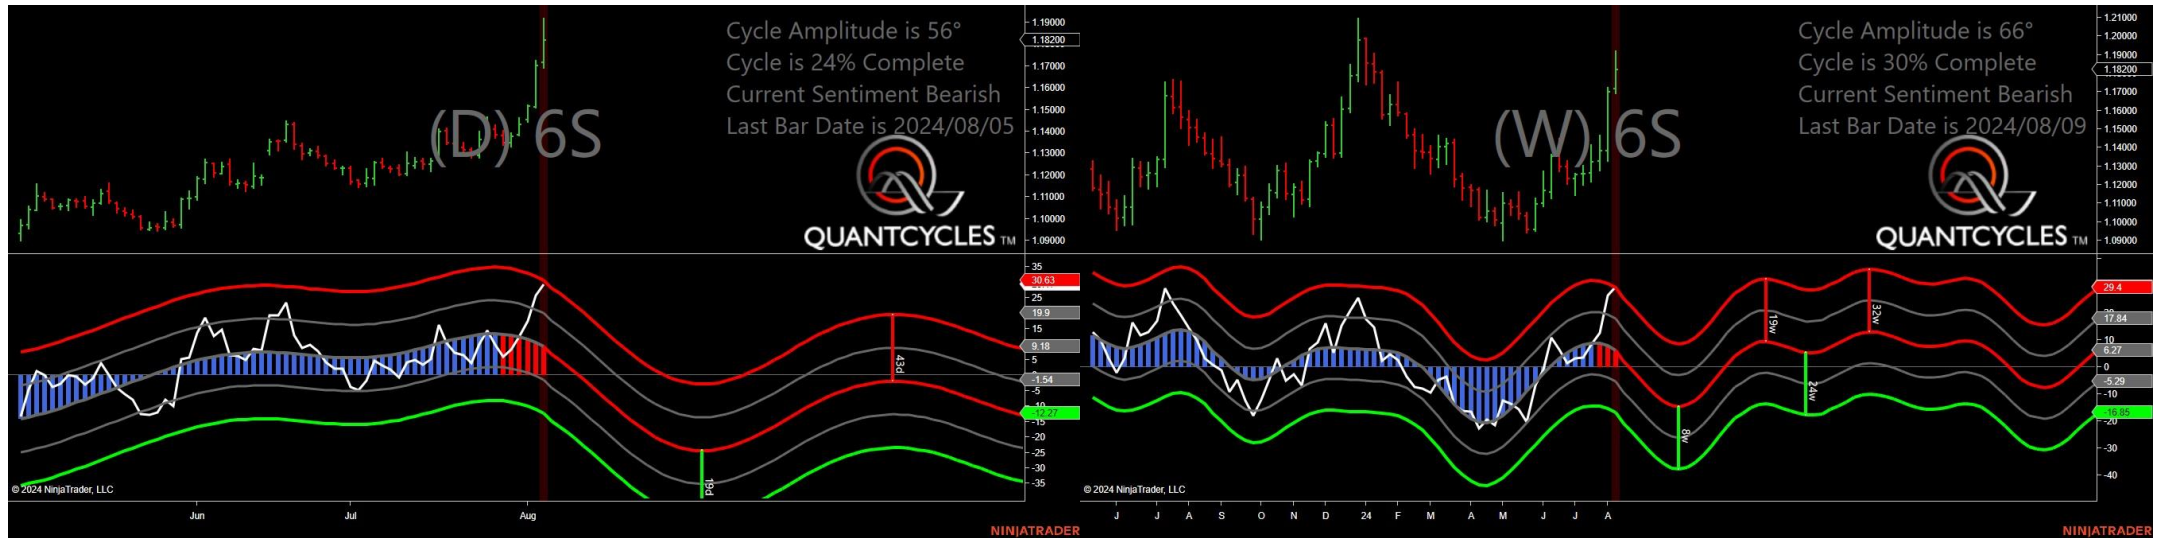 Cycle Amplitude is 56°
Cycle is 24% Complete
Current Sentiment Bearish
Last Bar Date is 2024/08/05
(D) 6S
QUANTCYCLES TM
1.19000
1.18200
1.17000
1.16000
1.15000
1.14000
1.13000
1.12000
1.11000
1.10000
1.09000
35
30.63
25
19.9
15
9.18
5
-1.54
-5
-10
-12.27
-15
-20
-25
-30
-35
43d
19d
© 2024 NinjaTrader, LLC
Jun Jul Aug
NINJATRADER
Cycle Amplitude is 66°
Cycle is 30% Complete
Current Sentiment Bearish
Last Bar Date is 2024/08/09
(W) 6S
QUANTCYCLES TM
1.21000
1.20000
1.19000
1.18200
1.17000
1.16000
1.15000
1.14000
1.13000
1.12000
1.11000
1.10000
1.09000
29.4
20
17.84
10
6.27
0
-5.29
-10
-16.85
-20
-30
-40
19w
32w
24w
8w
© 2024 NinjaTrader, LLC
J J A S O N D 24 F M A M J J A
NINJATRADER